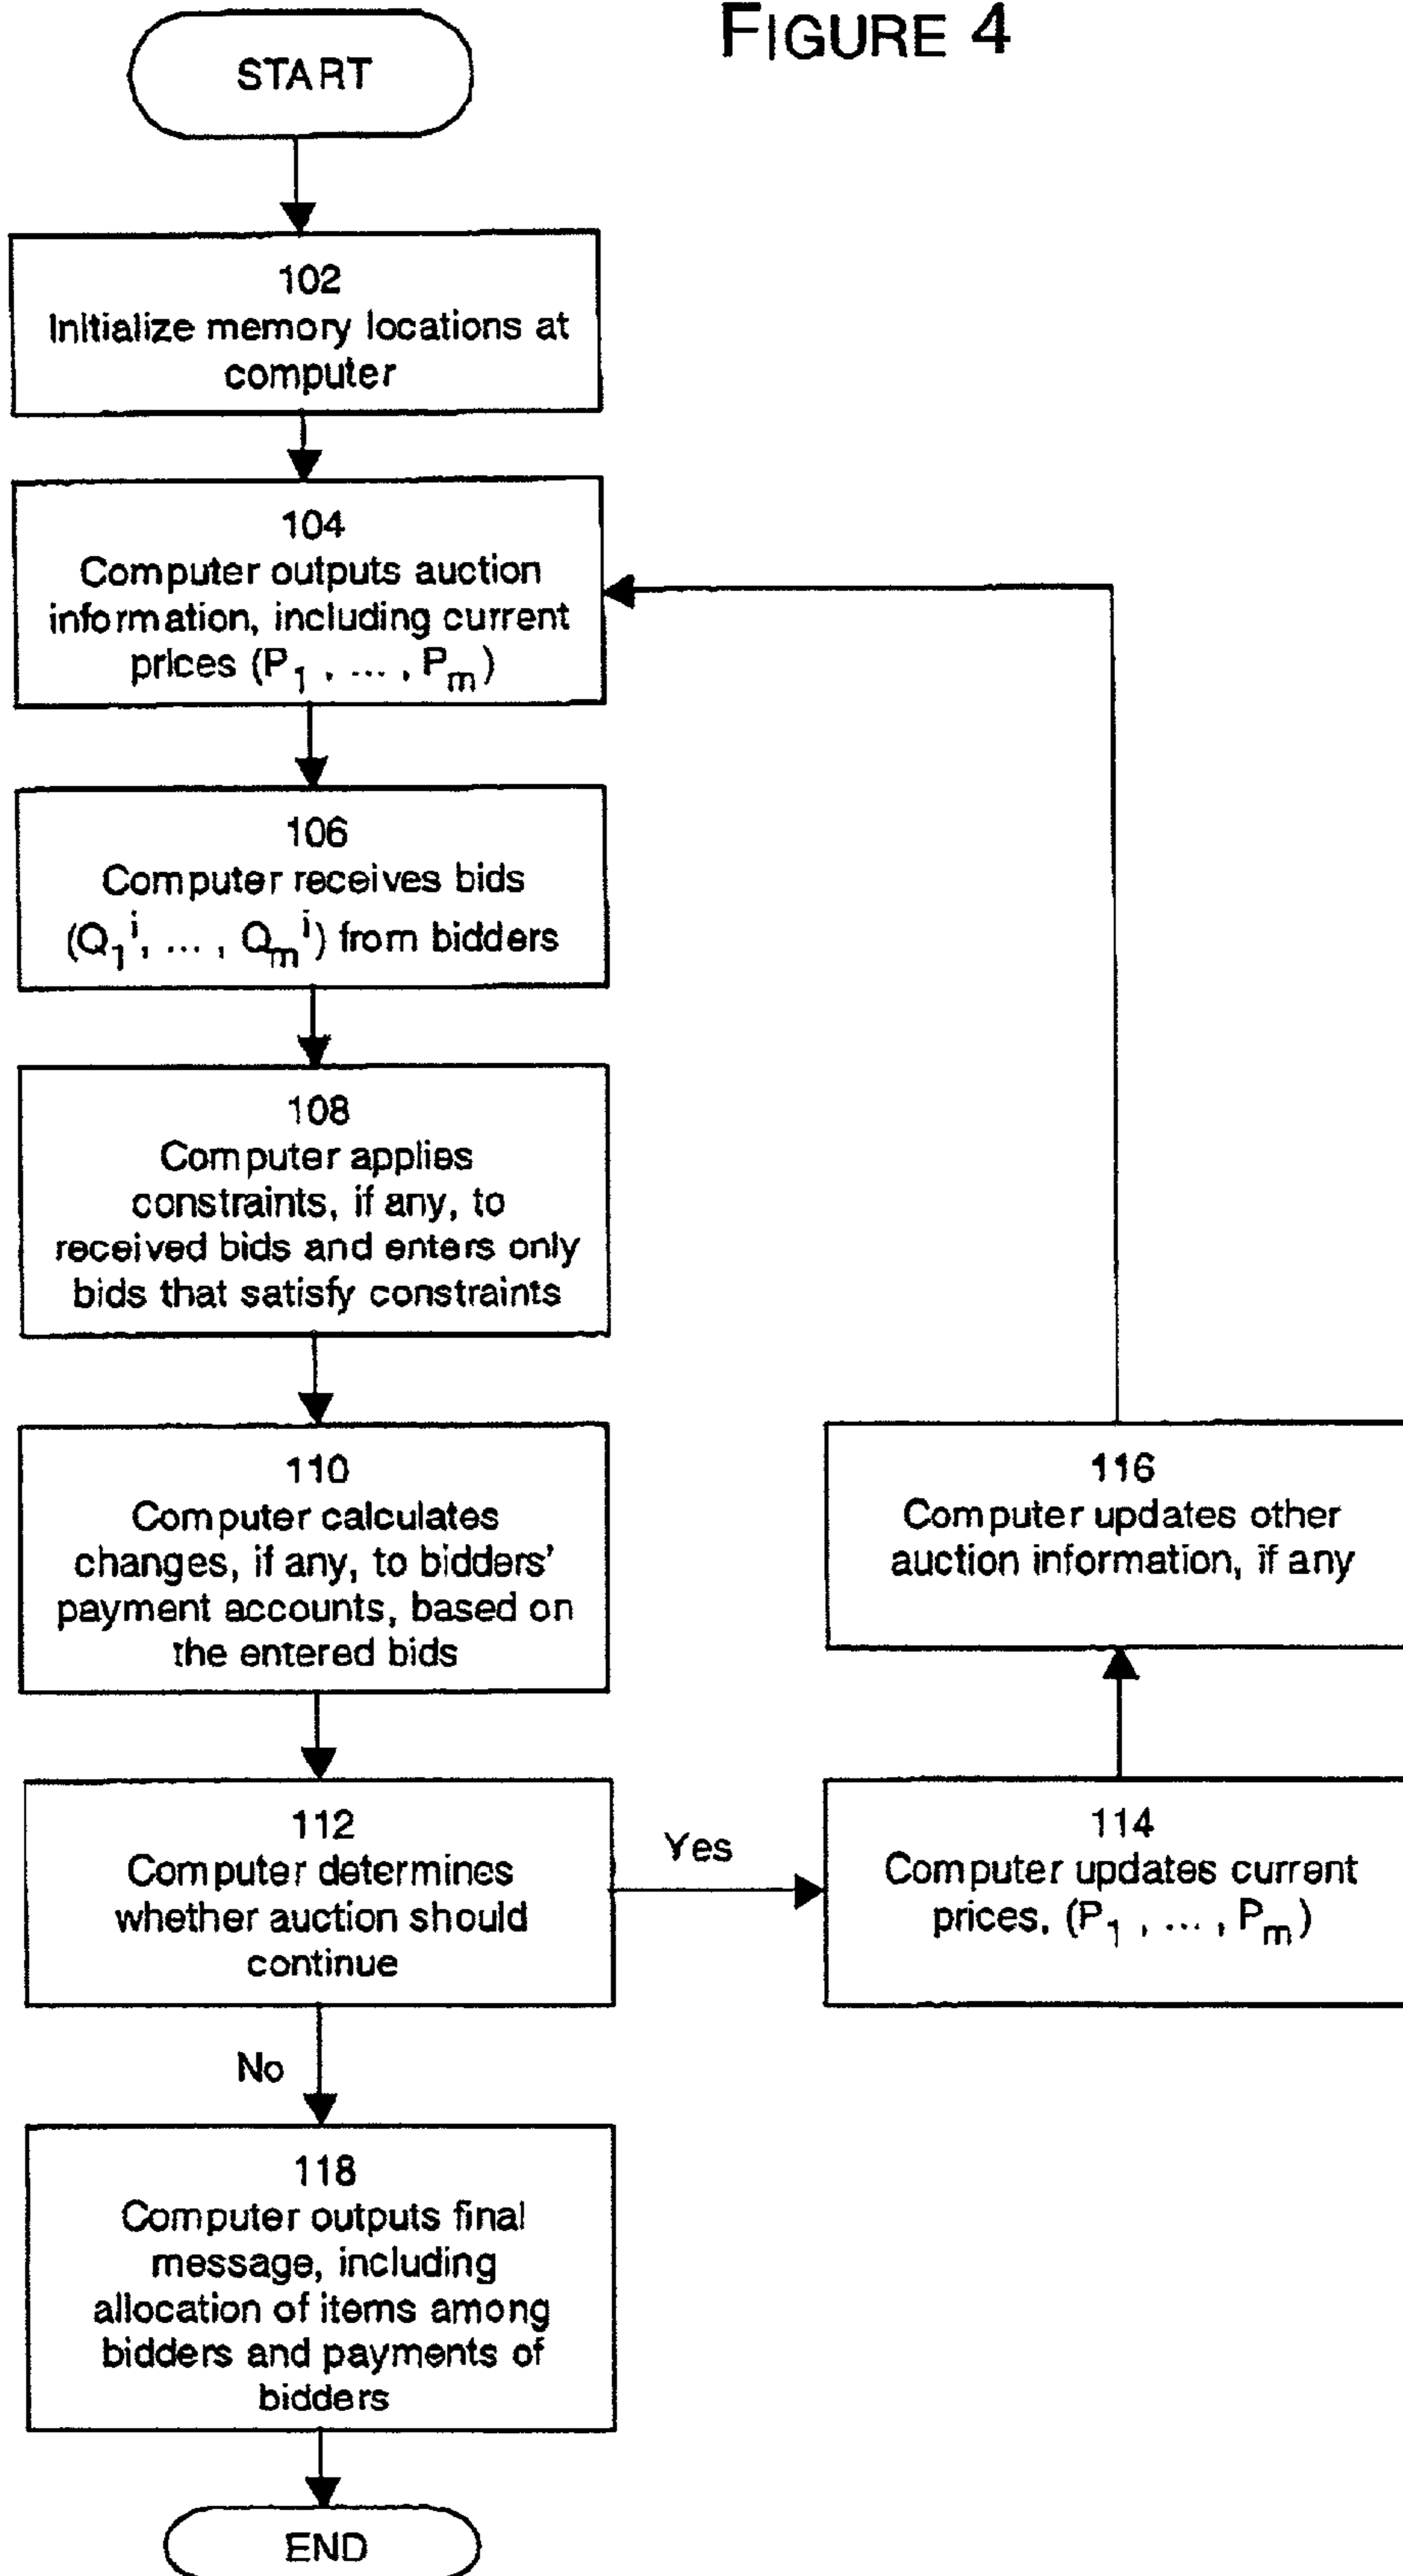 FIGURE 4
START
102
Initialize memory locations at
computer
104
Computer outputs auction
information, including current
prices (P₁ , ... , Pₘ)
106
Computer receives bids
(Q₁ⁱ, ... , Qₘⁱ) from bidders
108
Computer applies
constraints, if any, to
received bids and enters only
bids that satisfy constraints
110
Computer calculates
changes, if any, to bidders'
payment accounts, based on
the entered bids
112
Computer determines
whether auction should
continue
Yes
114
Computer updates current
prices, (P₁ , ... , Pₘ)
116
Computer updates other
auction information, if any
No
118
Computer outputs final
message, including
allocation of items among
bidders and payments of
bidders
END